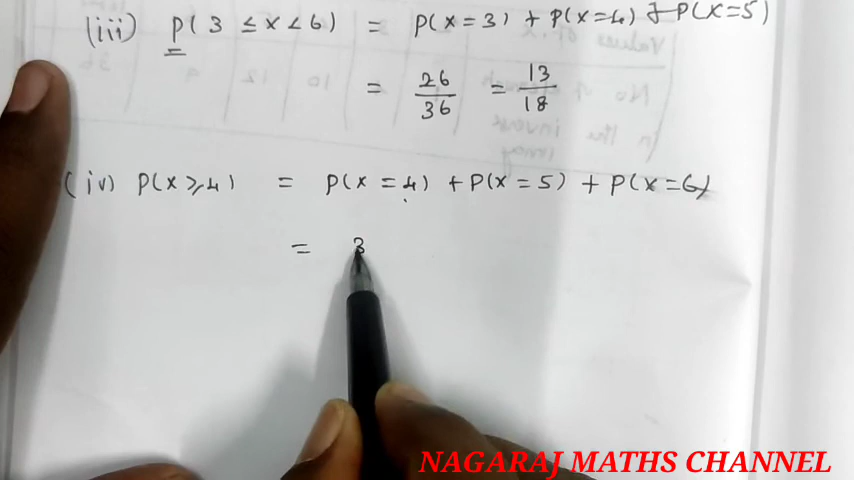 (iii) P(3 ≤ x < 6) = P(x=3) + P(x=4) + P(x=5)
= 26/36 = 13/18
(iv) P(x ≥ 4) = P(x = 4) + P(x = 5) + P(x = 6)
= 3
NAGARAJ MATHS CHANNEL